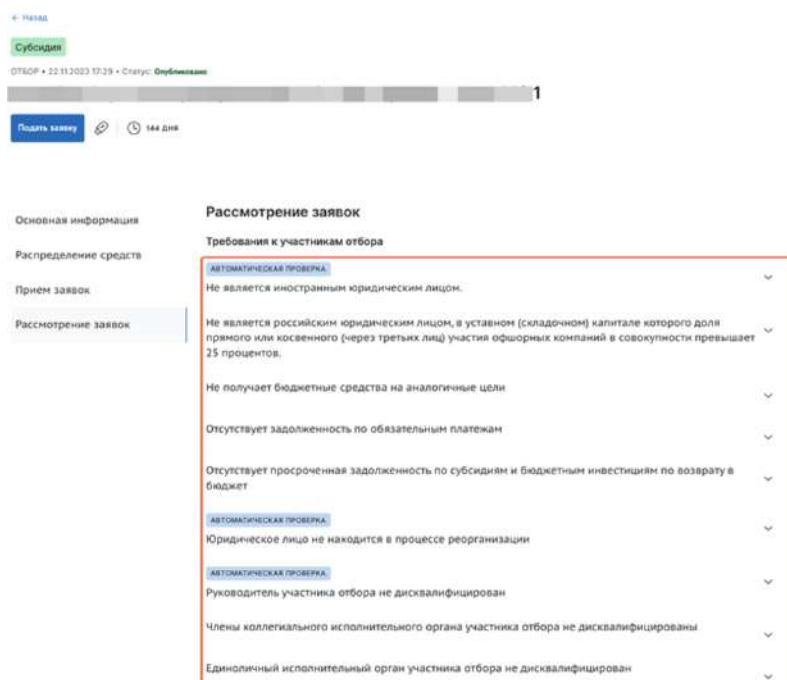 ← Назад
Субсидия
ОТБОР • 22.11.2023 17:29 • Статус: Опубликовано
1
Подать заявку
144 дня
Основная информация
Распределение средств
Прием заявок
Рассмотрение заявок
Рассмотрение заявок
Требования к участникам отбора
АВТОМАТИЧЕСКАЯ ПРОВЕРКА
Не является иностранным юридическим лицом.
Не является российским юридическим лицом, в уставном (складочном) капитале которого доля
прямого или косвенного (через третьих лиц) участия офшорных компаний в совокупности превышает
25 процентов.
Не получает бюджетные средства на аналогичные цели
Отсутствует задолженность по обязательным платежам
Отсутствует просроченная задолженность по субсидиям и бюджетным инвестициям по возврату в
бюджет
АВТОМАТИЧЕСКАЯ ПРОВЕРКА
Юридическое лицо не находится в процессе реорганизации
АВТОМАТИЧЕСКАЯ ПРОВЕРКА
Руководитель участника отбора не дисквалифицирован
Члены коллегиального исполнительного органа участника отбора не дисквалифицированы
Единоличный исполнительный орган участника отбора не дисквалифицирован